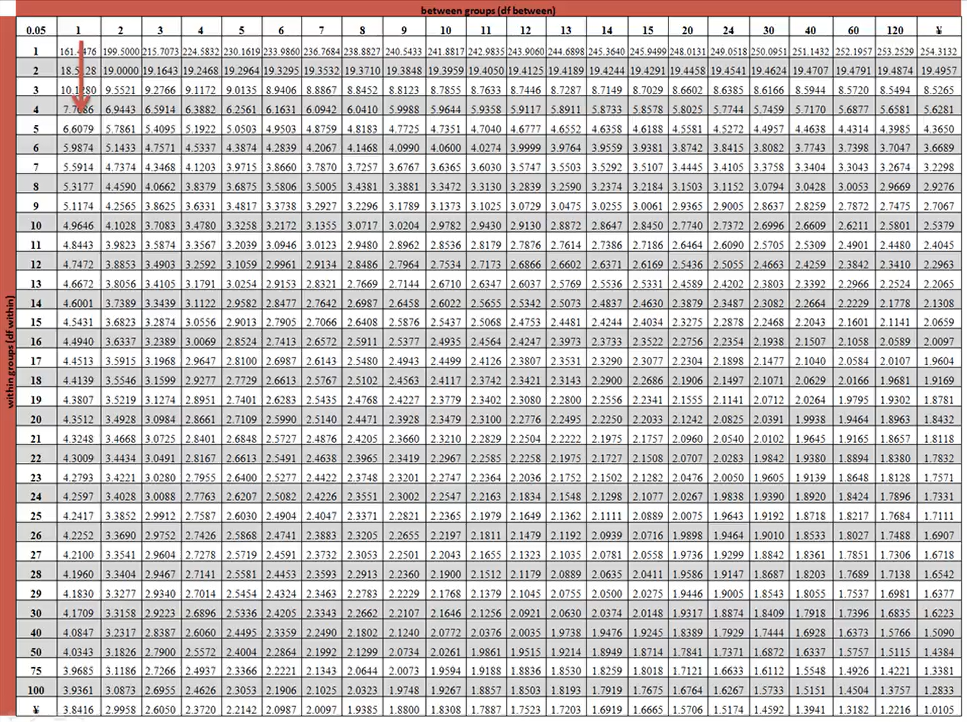 between groups (df between)
0.05 1 2 3 4 5 6 7 8 9 10 11 12 13 14 15 20 24 30 40 60 120 ¥
1 199.5000 215.7073 224.5832 230.1619 233.9860 236.7684 238.8827 240.5433 241.8817 242.9835 243.9060 244.6898 245.3640 245.9499 248.0131 249.0518 250.0951 251.1432 252.1957 253.2529 254.3132
2 19.0000 19.1643 19.2468 19.2964 19.3295 19.3532 19.3710 19.3848 19.3959 19.4050 19.4125 19.4189 19.4244 19.4291 19.4458 19.4541 19.4624 19.4707 19.4791 19.4874 19.4957
3 9.5521 9.2766 9.1172 9.0135 8.9406 8.8867 8.8452 8.8123 8.7855 8.7633 8.7446 8.7287 8.7149 8.7029 8.6602 8.6385 8.6166 8.5944 8.5720 8.5494 8.5265
4 6.9443 6.5914 6.3882 6.2561 6.1631 6.0942 6.0410 5.9988 5.9644 5.9358 5.9117 5.8911 5.8733 5.8578 5.8025 5.7744 5.7459 5.7170 5.6877 5.6581 5.6281
5 6.6079 5.7861 5.4095 5.1922 5.0503 4.9503 4.8759 4.8183 4.7725 4.7351 4.7040 4.6777 4.6552 4.6358 4.6188 4.5581 4.5272 4.4957 4.4638 4.4314 4.3985 4.3650
6 5.9874 5.1433 4.7571 4.5337 4.3874 4.2839 4.2067 4.1468 4.0990 4.0600 4.0274 3.9999 3.9764 3.9559 3.9381 3.8742 3.8415 3.8082 3.7743 3.7398 3.7047 3.6689
7 5.5914 4.7374 4.3468 4.1203 3.9715 3.8660 3.7870 3.7257 3.6767 3.6365 3.6030 3.5747 3.5503 3.5292 3.5107 3.4445 3.4105 3.3758 3.3404 3.3043 3.2674 3.2298
8 5.3177 4.4590 4.0662 3.8379 3.6875 3.5806 3.5005 3.4381 3.3881 3.3472 3.3130 3.2839 3.2590 3.2374 3.2184 3.1503 3.1152 3.0794 3.0428 3.0053 2.9669 2.9276
9 5.1174 4.2565 3.8625 3.6331 3.4817 3.3738 3.2927 3.2296 3.1789 3.1373 3.1025 3.0729 3.0475 3.0255 3.0061 2.9365 2.9005 2.8637 2.8259 2.7872 2.7475 2.7067
10 4.9646 4.1028 3.7083 3.4780 3.3258 3.2172 3.1355 3.0717 3.0204 2.9782 2.9430 2.9130 2.8872 2.8647 2.8450 2.7740 2.7372 2.6996 2.6609 2.6211 2.5801 2.5379
11 4.8443 3.9823 3.5874 3.3567 3.2039 3.0946 3.0123 2.9480 2.8962 2.8536 2.8179 2.7876 2.7614 2.7386 2.7186 2.6464 2.6090 2.5705 2.5309 2.4901 2.4480 2.4045
12 4.7472 3.8853 3.4903 3.2592 3.1059 2.9961 2.9134 2.8486 2.7964 2.7534 2.7173 2.6866 2.6602 2.6371 2.6169 2.5436 2.5055 2.4663 2.4259 2.3842 2.3410 2.2963
13 4.6672 3.8056 3.4105 3.1791 3.0254 2.9153 2.8321 2.7669 2.7144 2.6710 2.6347 2.6037 2.5769 2.5536 2.5331 2.4589 2.4202 2.3803 2.3392 2.2966 2.2524 2.2065
14 4.6001 3.7389 3.3439 3.1122 2.9582 2.8477 2.7642 2.6987 2.6458 2.6022 2.5655 2.5342 2.5073 2.4837 2.4630 2.3879 2.3487 2.3082 2.2664 2.2229 2.1778 2.1308
15 4.5431 3.6823 3.2874 3.0556 2.9013 2.7905 2.7066 2.6408 2.5876 2.5437 2.5068 2.4753 2.4481 2.4244 2.4034 2.3275 2.2878 2.2468 2.2043 2.1601 2.1141 2.0659
16 4.4940 3.6337 3.2389 3.0069 2.8524 2.7413 2.6572 2.5911 2.5377 2.4935 2.4564 2.4247 2.3973 2.3733 2.3522 2.2756 2.2354 2.1938 2.1507 2.1058 2.0589 2.0097
17 4.4513 3.5915 3.1968 2.9647 2.8100 2.6987 2.6143 2.5480 2.4943 2.4499 2.4126 2.3807 2.3531 2.3290 2.3077 2.2304 2.1898 2.1477 2.1040 2.0584 2.0107 1.9604
18 4.4139 3.5546 3.1599 2.9277 2.7729 2.6613 2.5767 2.5102 2.4563 2.4117 2.3742 2.3421 2.3143 2.2900 2.2686 2.1906 2.1497 2.1071 2.0629 2.0166 1.9681 1.9169
19 4.3807 3.5219 3.1274 2.8951 2.7401 2.6283 2.5435 2.4768 2.4227 2.3779 2.3402 2.3080 2.2800 2.2556 2.2341 2.1555 2.1141 2.0712 2.0264 1.9795 1.9302 1.8781
20 4.3512 3.4928 3.0984 2.8661 2.7109 2.5990 2.5140 2.4471 2.3928 2.3479 2.3100 2.2776 2.2495 2.2250 2.2033 2.1242 2.0825 2.0391 1.9938 1.9464 1.8963 1.8432
21 4.3248 3.4668 3.0725 2.8401 2.6848 2.5727 2.4876 2.4205 2.3660 2.3210 2.2829 2.2504 2.2222 2.1975 2.1757 2.0960 2.0540 2.0102 1.9645 1.9165 1.8657 1.8118
22 4.3009 3.4434 3.0491 2.8167 2.6613 2.5491 2.4638 2.3965 2.3419 2.2967 2.2585 2.2258 2.1975 2.1727 2.1508 2.0707 2.0283 1.9842 1.9380 1.8894 1.8380 1.7832
23 4.2793 3.4221 3.0280 2.7955 2.6400 2.5277 2.4422 2.3748 2.3201 2.2747 2.2364 2.2036 2.1752 2.1502 2.1282 2.0476 2.0050 1.9605 1.9139 1.8648 1.8128 1.7571
24 4.2597 3.4028 3.0088 2.7763 2.6207 2.5082 2.4226 2.3551 2.3002 2.2547 2.2163 2.1834 2.1548 2.1298 2.1077 2.0267 1.9838 1.9390 1.8920 1.8424 1.7896 1.7331
25 4.2417 3.3852 2.9912 2.7587 2.6030 2.4904 2.4047 2.3371 2.2821 2.2365 2.1979 2.1649 2.1362 2.1111 2.0889 2.0075 1.9643 1.9192 1.8718 1.8217 1.7684 1.7111
26 4.2252 3.3690 2.9752 2.7426 2.5868 2.4741 2.3883 2.3205 2.2655 2.2197 2.1811 2.1479 2.1192 2.0939 2.0716 1.9898 1.9464 1.9010 1.8533 1.8027 1.7488 1.6907
27 4.2100 3.3541 2.9604 2.7278 2.5719 2.4591 2.3732 2.3053 2.2501 2.2043 2.1655 2.1323 2.1035 2.0781 2.0558 1.9736 1.9299 1.8842 1.8361 1.7851 1.7306 1.6718
28 4.1960 3.3404 2.9467 2.7141 2.5581 2.4453 2.3593 2.2913 2.2360 2.1900 2.1512 2.1179 2.0889 2.0635 2.0411 1.9586 1.9147 1.8687 1.8203 1.7689 1.7138 1.6542
29 4.1830 3.3277 2.9340 2.7014 2.5454 2.4324 2.3463 2.2783 2.2229 2.1768 2.1379 2.1045 2.0755 2.0500 2.0275 1.9446 1.9005 1.8543 1.8055 1.7537 1.6981 1.6377
30 4.1709 3.3158 2.9223 2.6896 2.5336 2.4205 2.3343 2.2662 2.2107 2.1646 2.1256 2.0921 2.0630 2.0374 2.0148 1.9317 1.8874 1.8409 1.7918 1.7396 1.6835 1.6223
40 4.0847 3.2317 2.8387 2.6060 2.4495 2.3359 2.2490 2.1802 2.1240 2.0772 2.0376 2.0035 1.9738 1.9476 1.9245 1.8389 1.7929 1.7444 1.6928 1.6373 1.5766 1.5090
50 4.0343 3.1826 2.7900 2.5572 2.4004 2.2864 2.1992 2.1299 2.0734 2.0261 1.9861 1.9515 1.9214 1.8949 1.8714 1.7841 1.7371 1.6872 1.6337 1.5757 1.5115 1.4384
75 3.9685 3.1186 2.7266 2.4937 2.3366 2.2221 2.1343 2.0644 2.0073 1.9594 1.9188 1.8836 1.8530 1.8259 1.8018 1.7121 1.6633 1.6112 1.5548 1.4926 1.4221 1.3381
100 3.9361 3.0873 2.6955 2.4626 2.3053 2.1906 2.1025 2.0323 1.9748 1.9267 1.8857 1.8503 1.8193 1.7919 1.7675 1.6764 1.6267 1.5733 1.5151 1.4504 1.3757 1.2833
¥ 3.8416 2.9958 2.6050 2.3720 2.2142 2.0987 2.0097 1.9385 1.8800 1.8308 1.7887 1.7523 1.7203 1.6919 1.6665 1.5706 1.5174 1.4592 1.3941 1.3182 1.2216 1.0105
within groups (df within)